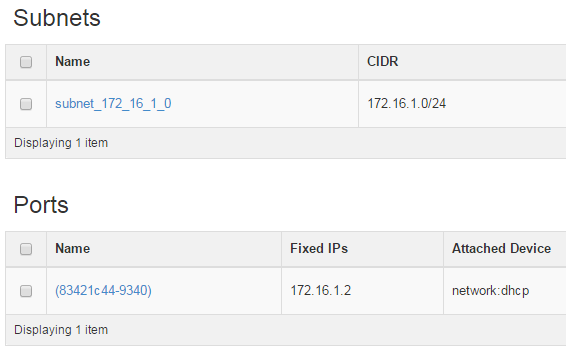 Subnets
Name CIDR
subnet_172_16_1_0 172.16.1.0/24
Displaying 1 item
Ports
Name Fixed IPs Attached Device
(83421c44-9340) 172.16.1.2 network:dhcp
Displaying 1 item